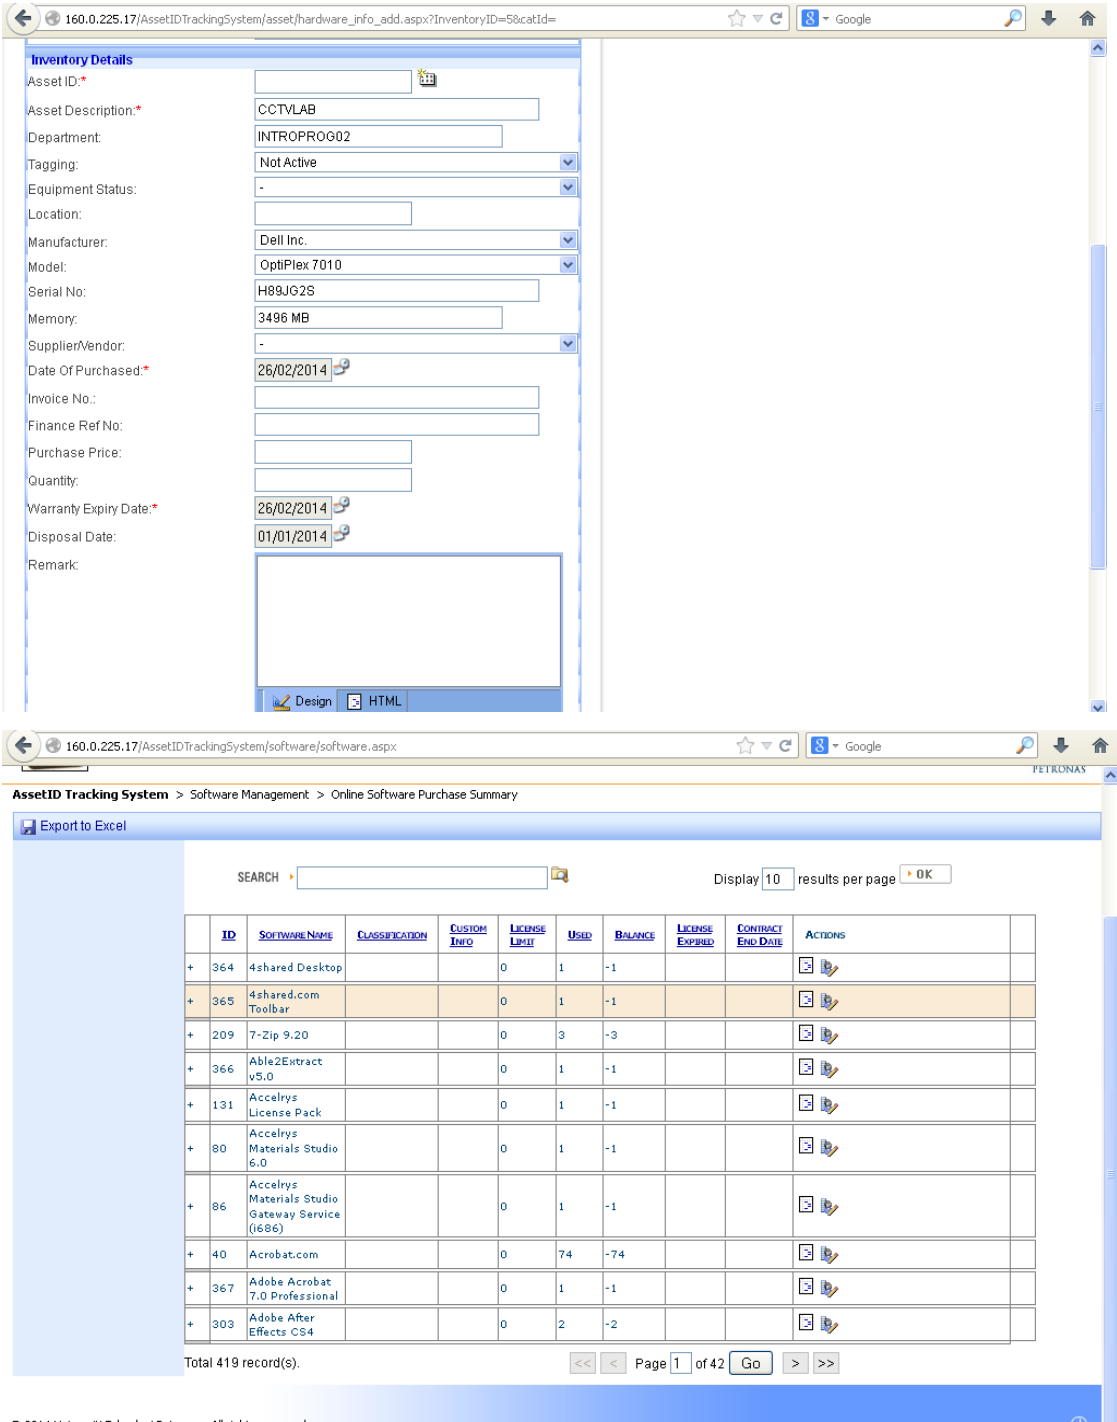 160.0.225.17/AssetIDTrackingSystem/asset/hardware_info_add.aspx?InventoryID=5&catId=
Google
Inventory Details
Asset ID:*
Asset Description:* CCTVLAB
Department: INTROPROG02
Tagging: Not Active
Equipment Status: -
Location:
Manufacturer: Dell Inc.
Model: OptiPlex 7010
Serial No: H89JG2S
Memory: 3496 MB
Supplier/Vendor: -
Date Of Purchased:* 26/02/2014
Invoice No.:
Finance Ref No:
Purchase Price:
Quantity:
Warranty Expiry Date:* 26/02/2014
Disposal Date: 01/01/2014
Remark:
Design HTML
160.0.225.17/AssetIDTrackingSystem/software/software.aspx
Google
PETRONAS
AssetID Tracking System > Software Management > Online Software Purchase Summary
Export to Excel
SEARCH Display 10 results per page OK
ID SOFTWARE NAME CLASSIFICATION CUSTOM INFO LICENSE LIMIT USED BALANCE LICENSE EXPIRED CONTRACT END DATE ACTIONS
+ 364 4shared Desktop 0 1 -1
+ 365 4shared.com Toolbar 0 1 -1
+ 209 7-Zip 9.20 0 3 -3
+ 366 Able2Extract v5.0 0 1 -1
+ 131 Accelrys License Pack 0 1 -1
+ 80 Accelrys Materials Studio 6.0 0 1 -1
+ 86 Accelrys Materials Studio Gateway Service (i686) 0 1 -1
+ 40 Acrobat.com 0 74 -74
+ 367 Adobe Acrobat 7.0 Professional 0 1 -1
+ 303 Adobe After Effects CS4 0 2 -2
Total 419 record(s). << < Page 1 of 42 Go > >>